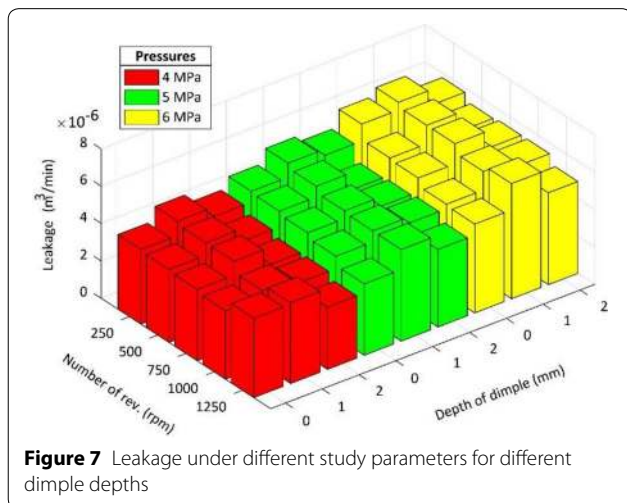 Pressures
4 MPa
5 MPa
6 MPa
×10-6
8
6
4
2
0
Leakage (m³/min)
250
500
750
1000
1250
Number of rev. (rpm)
0
1
2
0
1
2
0
1
2
Depth of dimple (mm)
Figure 7 Leakage under different study parameters for different
dimple depths